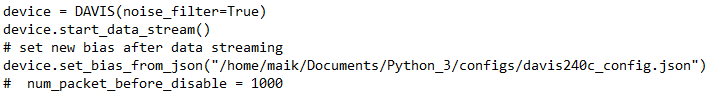 device = DAVIS(noise_filter=True)
device.start_data_stream()
# set new bias after data streaming
device.set_bias_from_json("/home/maik/Documents/Python_3/configs/davis240c_config.json")
#  num_packet_before_disable = 1000